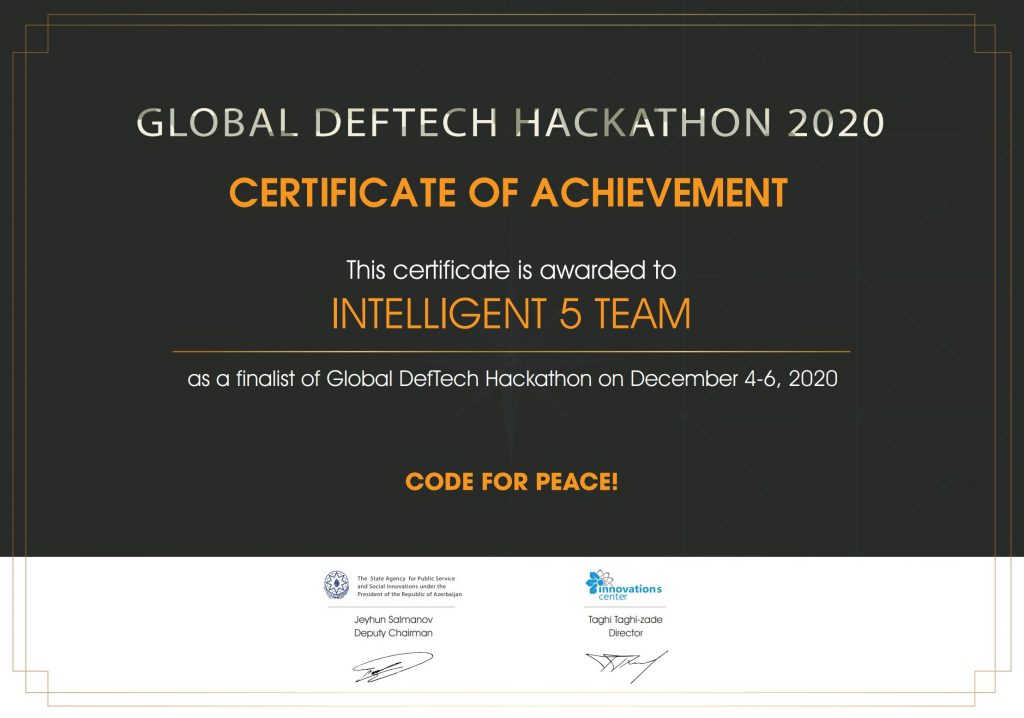 GLOBAL DEFTECH HACKATHON 2020
CERTIFICATE OF ACHIEVEMENT
This certificate is awarded to
INTELLIGENT 5 TEAM
as a finalist of Global DefTech Hackathon on December 4-6, 2020
CODE FOR PEACE!
The State Agency for Public Service
and Social Innovations under the
President of the Republic of Azerbaijan
Jeyhun Salmanov
Deputy Chairman
innovations
center
Taghi Taghi-zade
Director